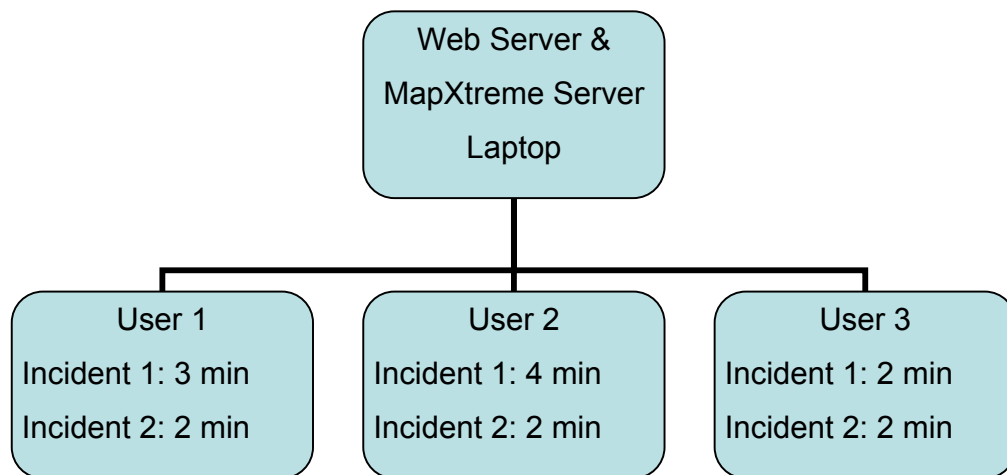 Web Server &
MapXtreme Server
Laptop
User 1
Incident 1: 3 min
Incident 2: 2 min
User 2
Incident 1: 4 min
Incident 2: 2 min
User 3
Incident 1: 2 min
Incident 2: 2 min